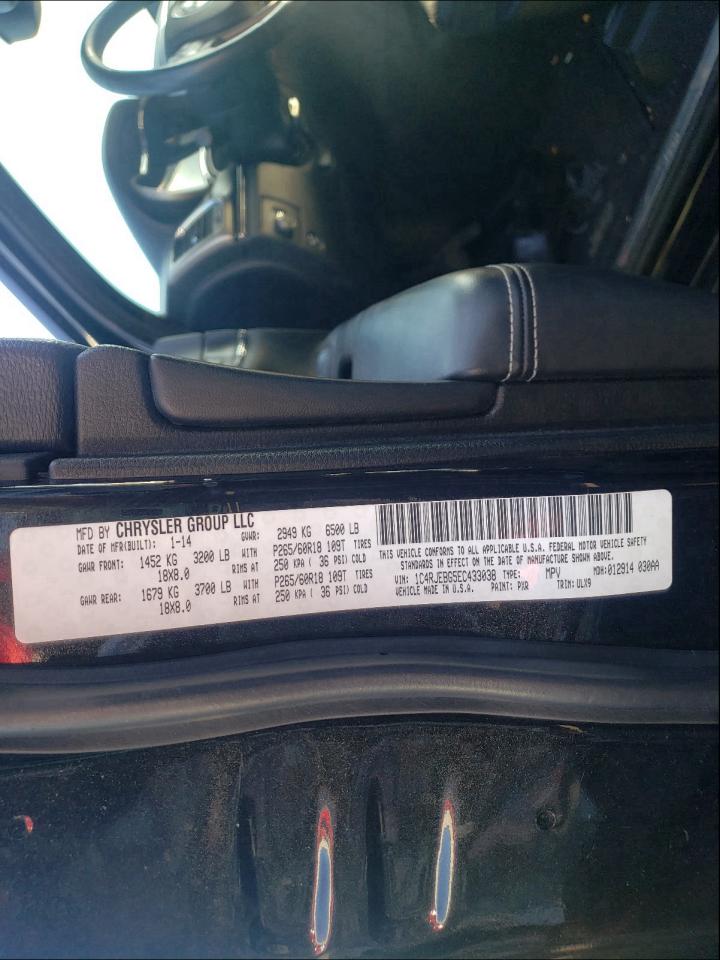 MFD BY CHRYSLER GROUP LLC
DATE OF MFR(BUILT): 1-14 GVWR: 2949 KG 6500 LB
GAWR FRONT: 1452 KG 3200 LB WITH P265/60R18 109T TIRES
18X8.0 RIMS AT 250 KPA ( 36 PSI) COLD
GAWR REAR: 1679 KG 3700 LB WITH P265/60R18 109T TIRES
18X8.0 RIMS AT 250 KPA ( 36 PSI) COLD
THIS VEHICLE CONFORMS TO ALL APPLICABLE U.S.A. FEDERAL MOTOR VEHICLE SAFETY
STANDARDS IN EFFECT ON THE DATE OF MANUFACTURE SHOWN ABOVE.
VIN: 1C4RJEBG5EC433038 TYPE: MPV MDH:012914 030AA
VEHICLE MADE IN U.S.A. PAINT: PXR TRIM: ULX9